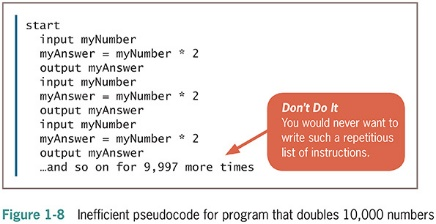 start
input myNumber
myAnswer = myNumber * 2
output myAnswer
input myNumber
myAnswer = myNumber * 2
output myAnswer
input myNumber
myAnswer = myNumber * 2
output myAnswer
…and so on for 9,997 more times
Don't Do It
You would never want to
write such a repetitious
list of instructions.
Figure 1-8 Inefficient pseudocode for program that doubles 10,000 numbers